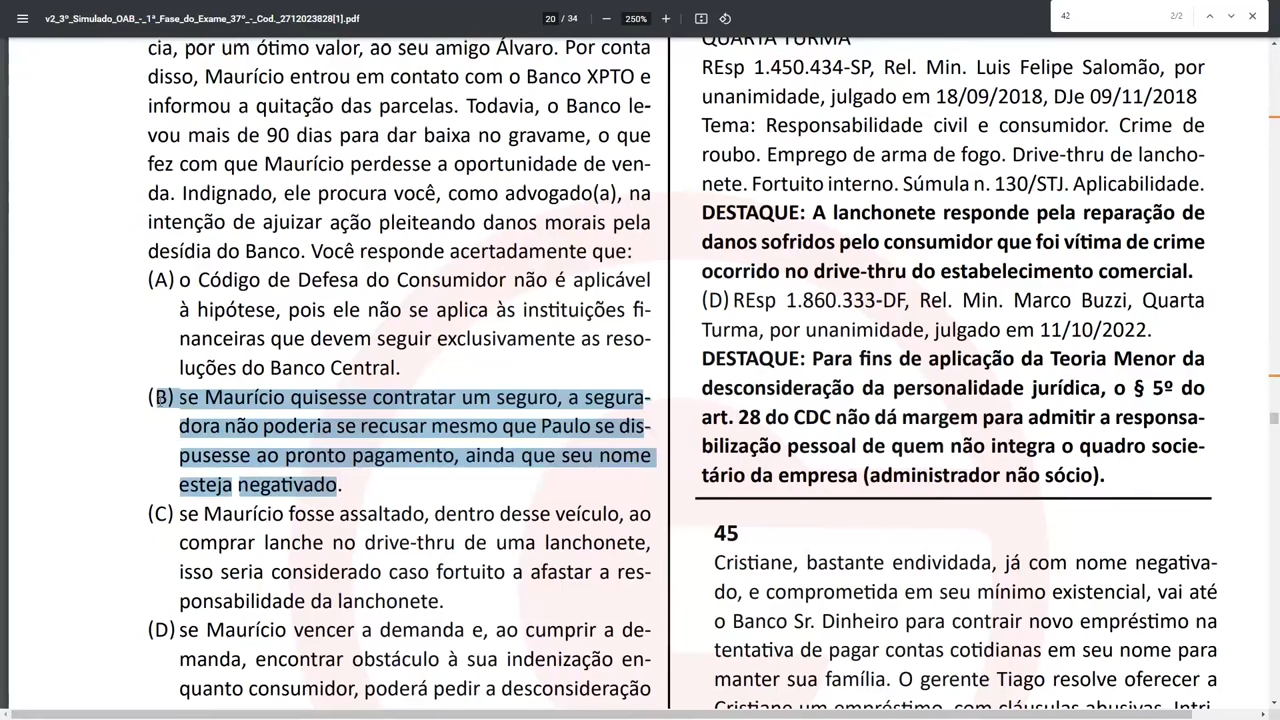 v2_3º_Simulado_OAB_-_1ª_Fase_do_Exame_37º_-_Cod._2712023828[1].pdf
20 / 34
250%
42
2/2
cia, por um ótimo valor, ao seu amigo Álvaro. Por conta
disso, Maurício entrou em contato com o Banco XPTO e
informou a quitação das parcelas. Todavia, o Banco le-
vou mais de 90 dias para dar baixa no gravame, o que
fez com que Maurício perdesse a oportunidade de ven-
da. Indignado, ele procura você, como advogado(a), na
intenção de ajuizar ação pleiteando danos morais pela
desídia do Banco. Você responde acertadamente que:
(A) o Código de Defesa do Consumidor não é aplicável
à hipótese, pois ele não se aplica às instituições fi-
nanceiras que devem seguir exclusivamente as reso-
luções do Banco Central.
(B) se Maurício quisesse contratar um seguro, a segura-
dora não poderia se recusar mesmo que Paulo se dis-
pusesse ao pronto pagamento, ainda que seu nome
esteja negativado.
(C) se Maurício fosse assaltado, dentro desse veículo, ao
comprar lanche no drive-thru de uma lanchonete,
isso seria considerado caso fortuito a afastar a res-
ponsabilidade da lanchonete.
(D) se Maurício vencer a demanda e, ao cumprir a de-
manda, encontrar obstáculo à sua indenização en-
quanto consumidor, poderá pedir a desconsideração
QUARTA TURMA
REsp 1.450.434-SP, Rel. Min. Luis Felipe Salomão, por
unanimidade, julgado em 18/09/2018, DJe 09/11/2018
Tema: Responsabilidade civil e consumidor. Crime de
roubo. Emprego de arma de fogo. Drive-thru de lancho-
nete. Fortuito interno. Súmula n. 130/STJ. Aplicabilidade.
DESTAQUE: A lanchonete responde pela reparação de
danos sofridos pelo consumidor que foi vítima de crime
ocorrido no drive-thru do estabelecimento comercial.
(D) REsp 1.860.333-DF, Rel. Min. Marco Buzzi, Quarta
Turma, por unanimidade, julgado em 11/10/2022.
DESTAQUE: Para fins de aplicação da Teoria Menor da
desconsideração da personalidade jurídica, o § 5º do
art. 28 do CDC não dá margem para admitir a responsa-
bilização pessoal de quem não integra o quadro socie-
tário da empresa (administrador não sócio).
45
Cristiane, bastante endividada, já com nome negativa-
do, e comprometida em seu mínimo existencial, vai até
o Banco Sr. Dinheiro para contrair novo empréstimo na
tentativa de pagar contas cotidianas em seu nome para
manter sua família. O gerente Tiago resolve oferecer a
Cristiane um empréstimo, com cláusulas abusivas. Intri-